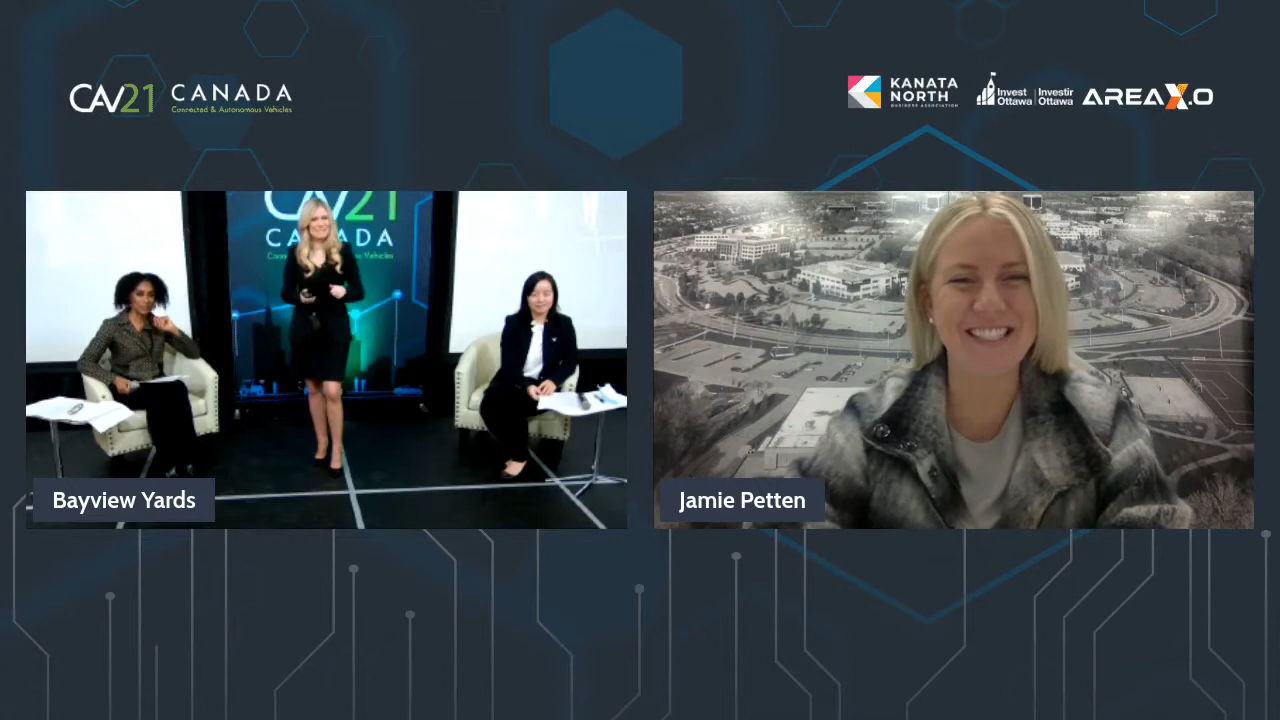 CAV21 CANADA
Connected & Autonomous Vehicles
KANATA
NORTH
BUSINESS ASSOCIATION
Invest
Ottawa
Investir
Ottawa
AREA X.O
CAV21
CANADA
Bayview Yards
Jamie Petten